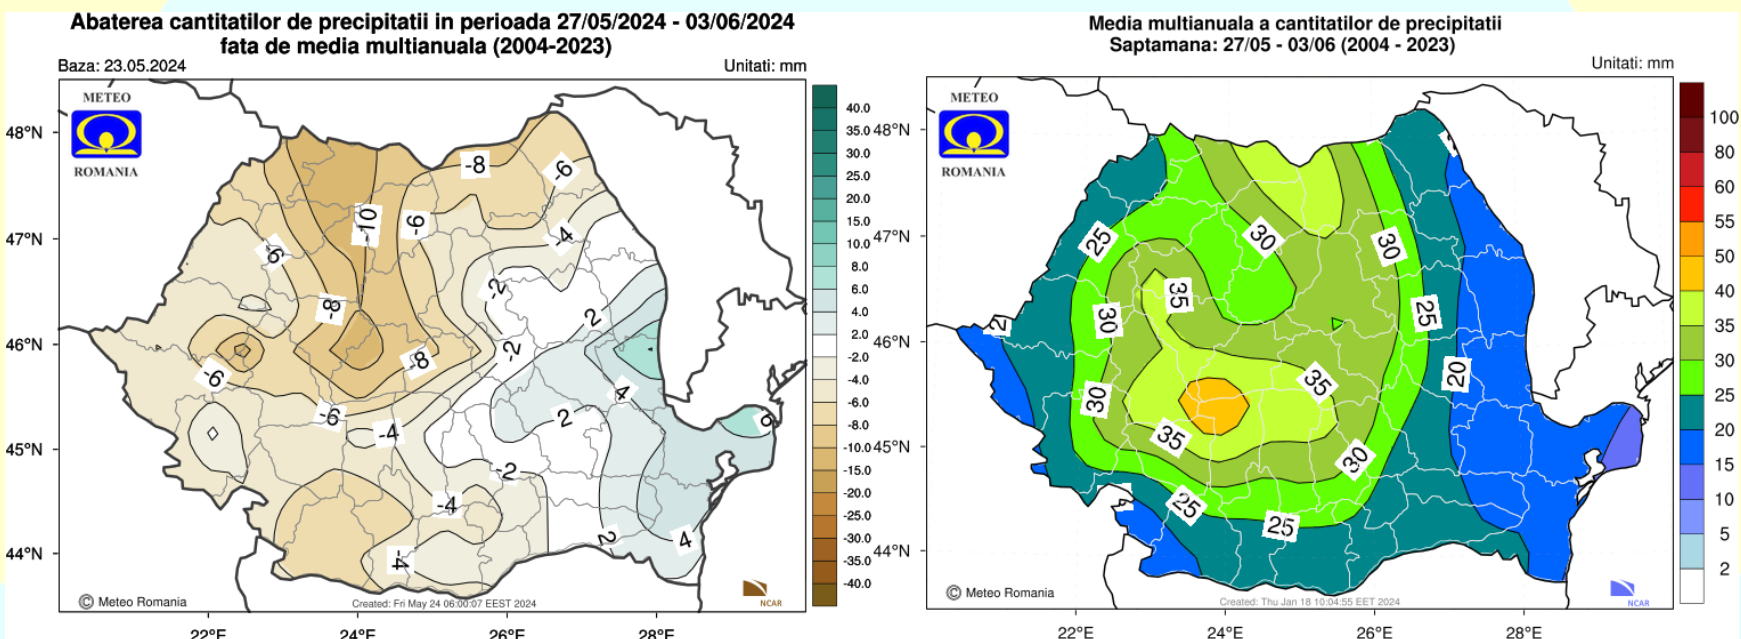 Abaterea cantitatilor de precipitatii in perioada 27/05/2024 - 03/06/2024
fata de media multianuala (2004-2023)
Baza: 23.05.2024
Unitati: mm
METEO
ROMANIA
48°N
47°N
46°N
45°N
44°N
-8
-6
-10
-6
-4
-6
-2
-8
2
-2
-8
-6
4
-6
2
-4
-2
-4
-4
2
4
6
40.0
35.0
30.0
25.0
20.0
15.0
10.0
8.0
6.0
4.0
2.0
-2.0
-4.0
-6.0
-8.0
-10.0
-15.0
-20.0
-25.0
-30.0
-35.0
-40.0
© Meteo Romania
Created: Fri May 24 06:00:07 EEST 2024
NCAR
22°E
24°E
26°E
28°E
Media multianuala a cantitatilor de precipitatii
Saptamana: 27/05 - 03/06 (2004 - 2023)
Unitati: mm
METEO
ROMANIA
48°N
47°N
46°N
45°N
44°N
25
30
30
35
30
25
2
20
35
30
35
30
25
25
100
80
60
55
50
40
35
30
25
20
15
10
5
2
© Meteo Romania
Created: Thu Jan 18 10:04:55 EET 2024
NCAR
22°E
24°E
26°E
28°E